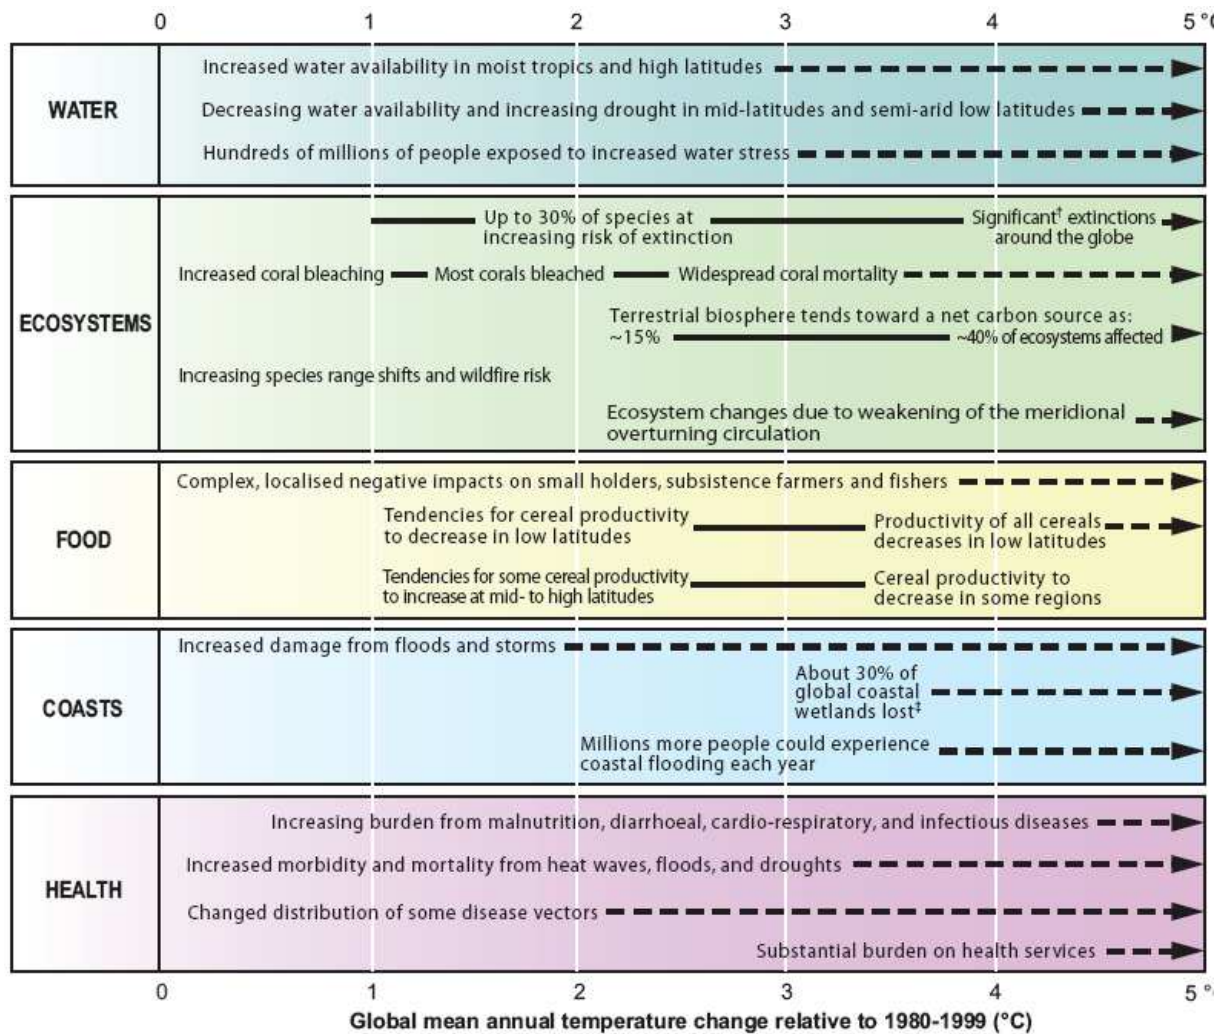 0 1 2 3 4 5 °C
WATER
Increased water availability in moist tropics and high latitudes
Decreasing water availability and increasing drought in mid-latitudes and semi-arid low latitudes
Hundreds of millions of people exposed to increased water stress
ECOSYSTEMS
Up to 30% of species at
increasing risk of extinction
Significant† extinctions
around the globe
Increased coral bleaching Most corals bleached Widespread coral mortality
Terrestrial biosphere tends toward a net carbon source as:
~15% ~40% of ecosystems affected
Increasing species range shifts and wildfire risk
Ecosystem changes due to weakening of the meridional
overturning circulation
FOOD
Complex, localised negative impacts on small holders, subsistence farmers and fishers
Tendencies for cereal productivity
to decrease in low latitudes
Productivity of all cereals
decreases in low latitudes
Tendencies for some cereal productivity
to increase at mid- to high latitudes
Cereal productivity to
decrease in some regions
COASTS
Increased damage from floods and storms
About 30% of
global coastal
wetlands lost‡
Millions more people could experience
coastal flooding each year
HEALTH
Increasing burden from malnutrition, diarrhoeal, cardio-respiratory, and infectious diseases
Increased morbidity and mortality from heat waves, floods, and droughts
Changed distribution of some disease vectors
Substantial burden on health services
0 1 2 3 4 5 °C
Global mean annual temperature change relative to 1980-1999 (°C)